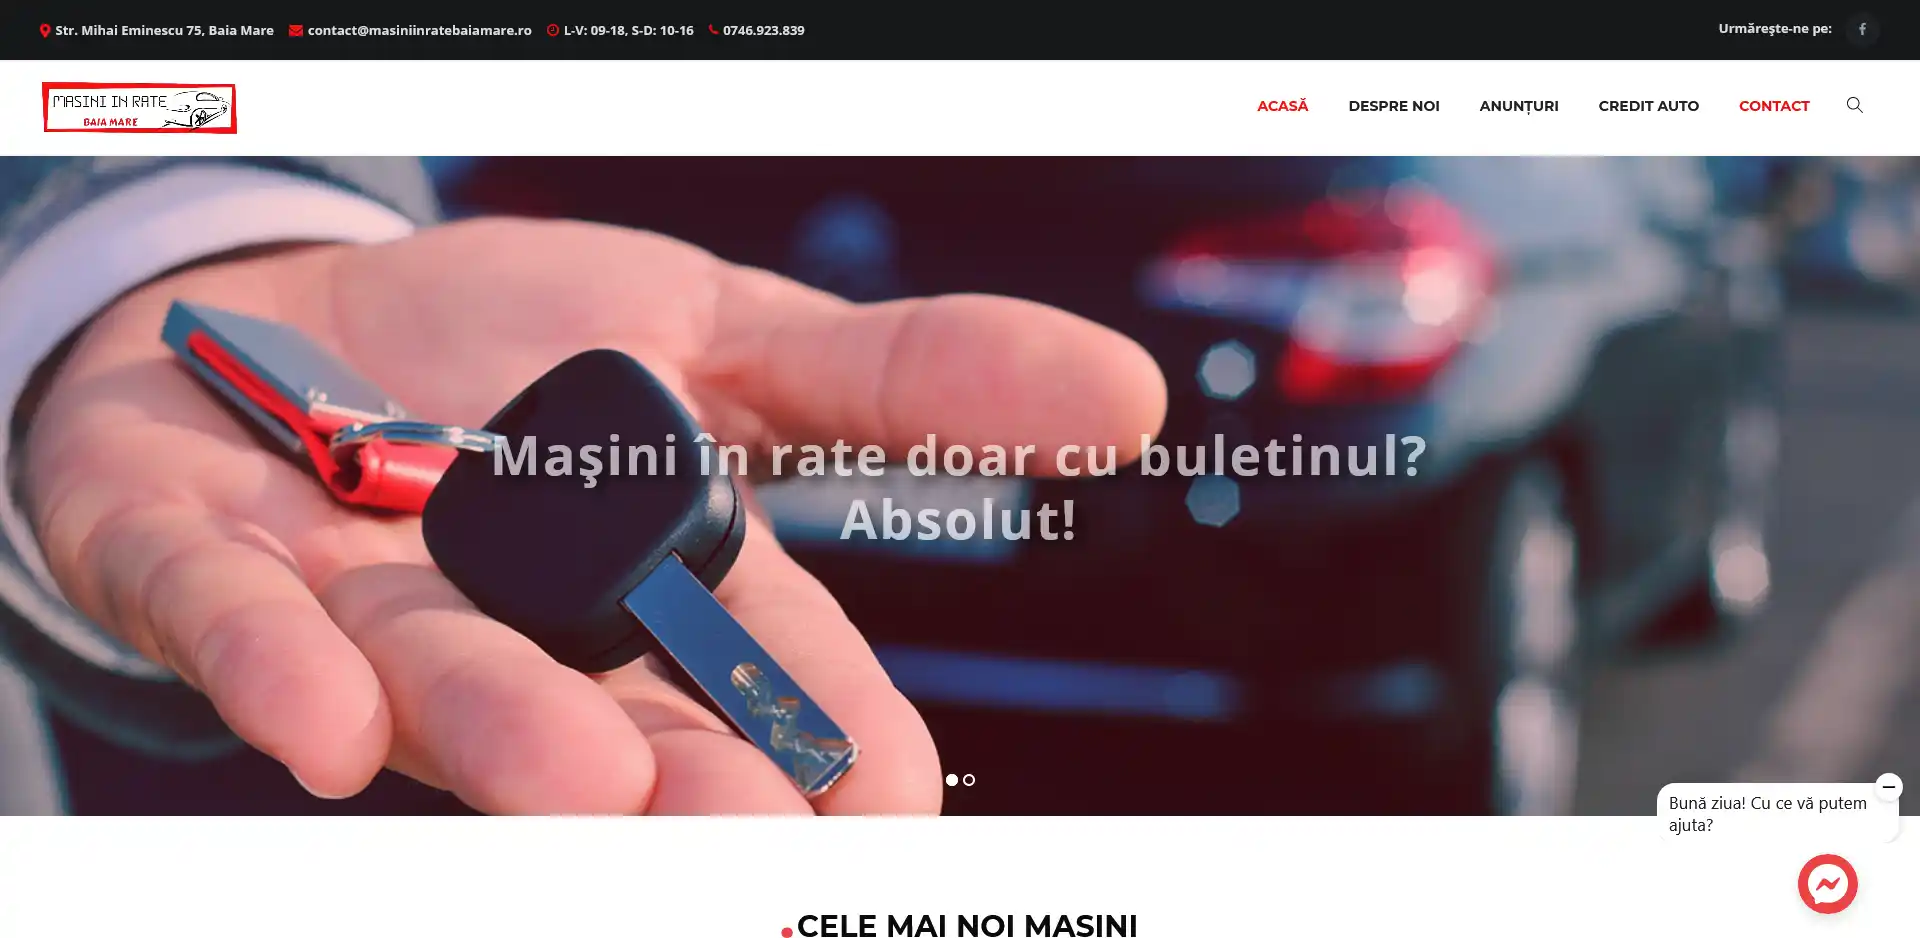 Str. Mihai Eminescu 75, Baia Mare
contact@masiniinratebaiamare.ro
L-V: 09-18, S-D: 10-16
0746.923.839
Urmărește-ne pe:
MASINI IN RATE
BAIA MARE
ACASĂ
DESPRE NOI
ANUNȚURI
CREDIT AUTO
CONTACT
Mașini în rate doar cu buletinul?
Absolut!
Bună ziua! Cu ce vă putem
ajuta?
CELE MAI NOI MASINI